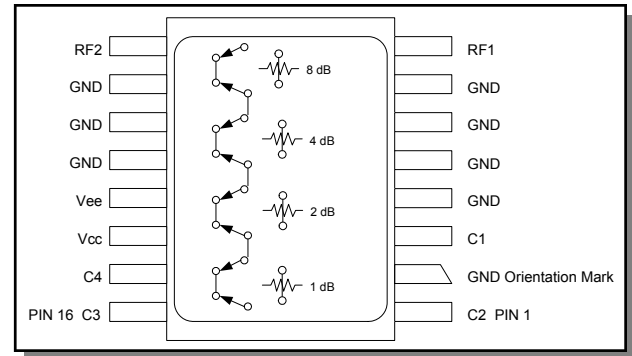 RF2
RF1
8 dB
GND
GND
GND
GND
4 dB
GND
GND
Vee
GND
2 dB
Vcc
C1
C4
GND Orientation Mark
1 dB
PIN 16 C3
C2 PIN 1